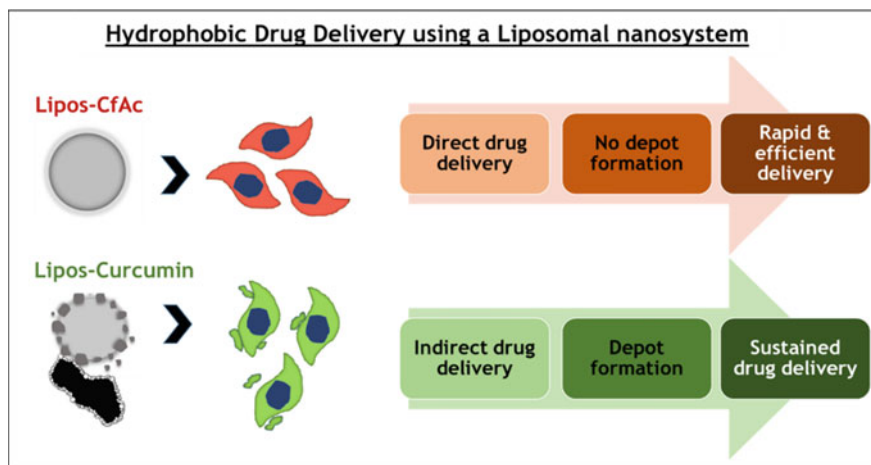 Hydrophobic Drug Delivery using a Liposomal nanosystem
Lipos-CfAc
Direct drug
delivery
No depot
formation
Rapid &
efficient
delivery
Lipos-Curcumin
Indirect drug
delivery
Depot
formation
Sustained
drug delivery